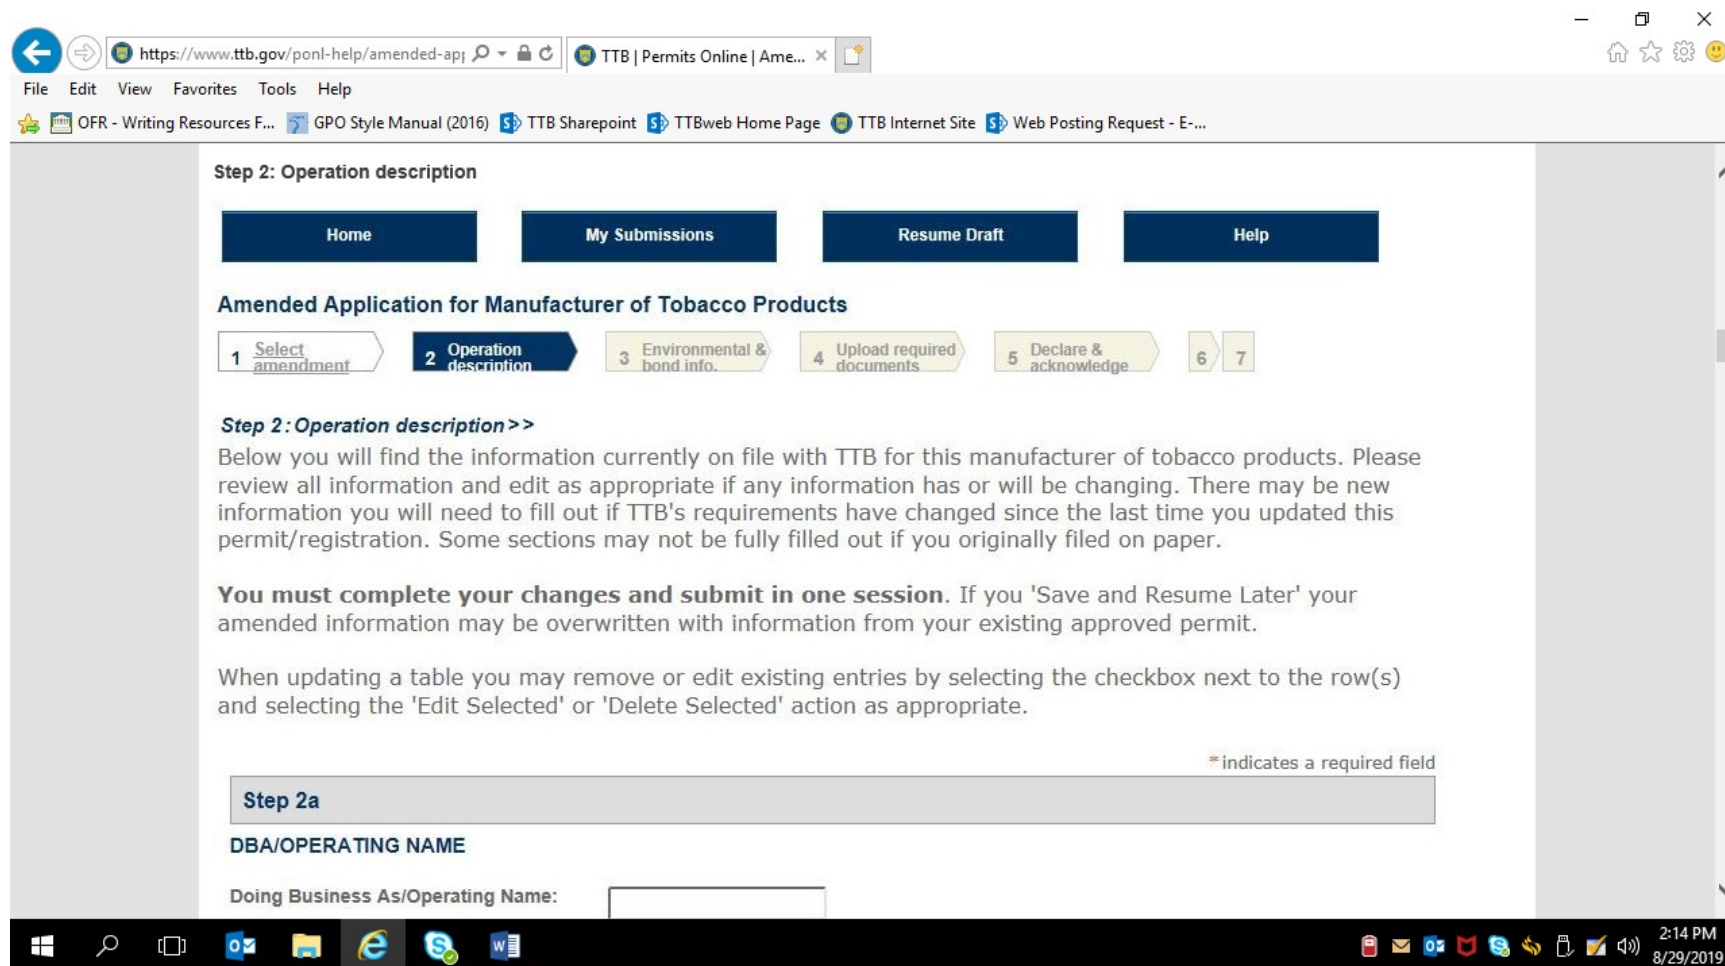 https://www.ttb.gov/ponl-help/amended-ap
TTB | Permits Online | Ame...
File Edit View Favorites Tools Help
OFR - Writing Resources F... GPO Style Manual (2016) TTB Sharepoint TTBweb Home Page TTB Internet Site Web Posting Request - E-...
Step 2: Operation description
Home My Submissions Resume Draft Help
Amended Application for Manufacturer of Tobacco Products
1 Select amendment 2 Operation description 3 Environmental & bond info. 4 Upload required documents 5 Declare & acknowledge 6 7
Step 2: Operation description>>
Below you will find the information currently on file with TTB for this manufacturer of tobacco products. Please
review all information and edit as appropriate if any information has or will be changing. There may be new
information you will need to fill out if TTB's requirements have changed since the last time you updated this
permit/registration. Some sections may not be fully filled out if you originally filed on paper.
You must complete your changes and submit in one session. If you 'Save and Resume Later' your
amended information may be overwritten with information from your existing approved permit.
When updating a table you may remove or edit existing entries by selecting the checkbox next to the row(s)
and selecting the 'Edit Selected' or 'Delete Selected' action as appropriate.
*indicates a required field
Step 2a
DBA/OPERATING NAME
Doing Business As/Operating Name:
2:14 PM
8/29/2019